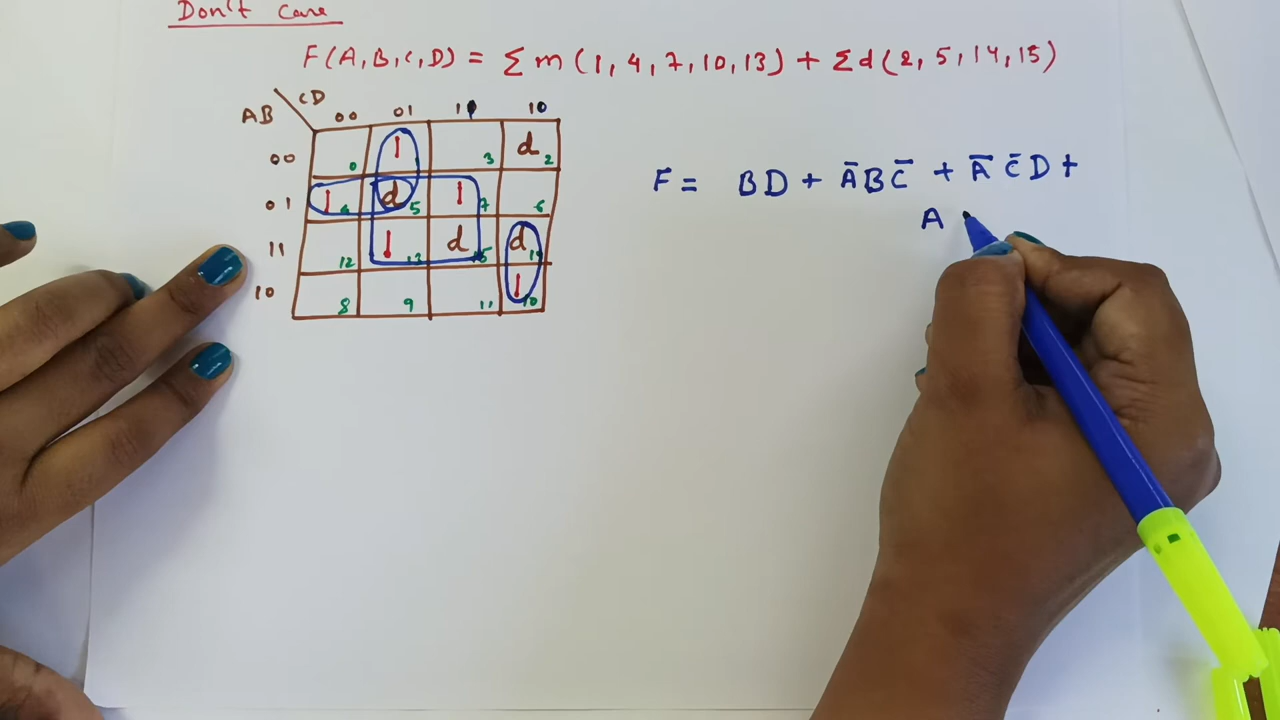 Don't care
F(A,B,C,D) = Σm(1,4,7,10,13) + Σd(2,5,14,15)
AB CD 00 01 11 10
00 0 1 1 3 d 2
01 1 4 d 5 1 7 6
11 12 1 13 d 15 d 14
10 8 9 11 1 10
F = BD + A̅BC̅ + A̅C̅D +
A